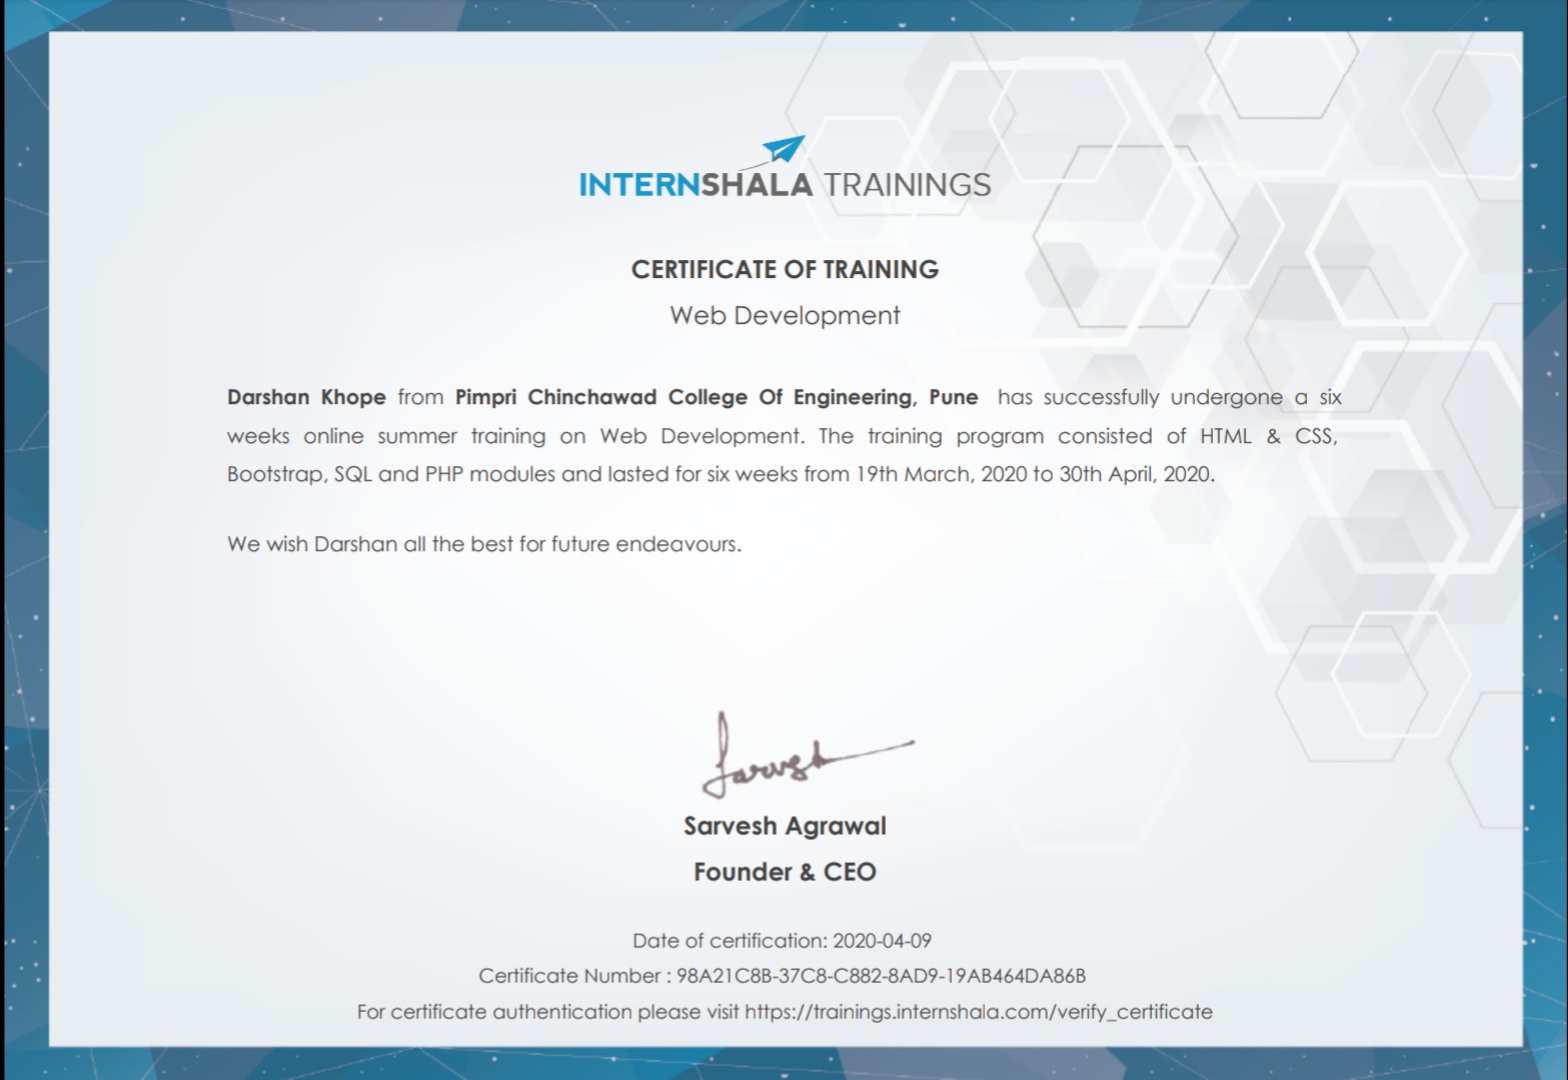 INTERNSHALA TRAININGS
CERTIFICATE OF TRAINING
Web Development
Darshan Khope from Pimpri Chinchawad College Of Engineering, Pune has successfully undergone a six
weeks online summer training on Web Development. The training program consisted of HTML & CSS,
Bootstrap, SQL and PHP modules and lasted for six weeks from 19th March, 2020 to 30th April, 2020.
We wish Darshan all the best for future endeavours.
Sarvesh
Sarvesh Agrawal
Founder & CEO
Date of certification: 2020-04-09
Certificate Number : 98A21C8B-37C8-C882-8AD9-19AB464DA86B
For certificate authentication please visit https://trainings.internshala.com/verify_certificate